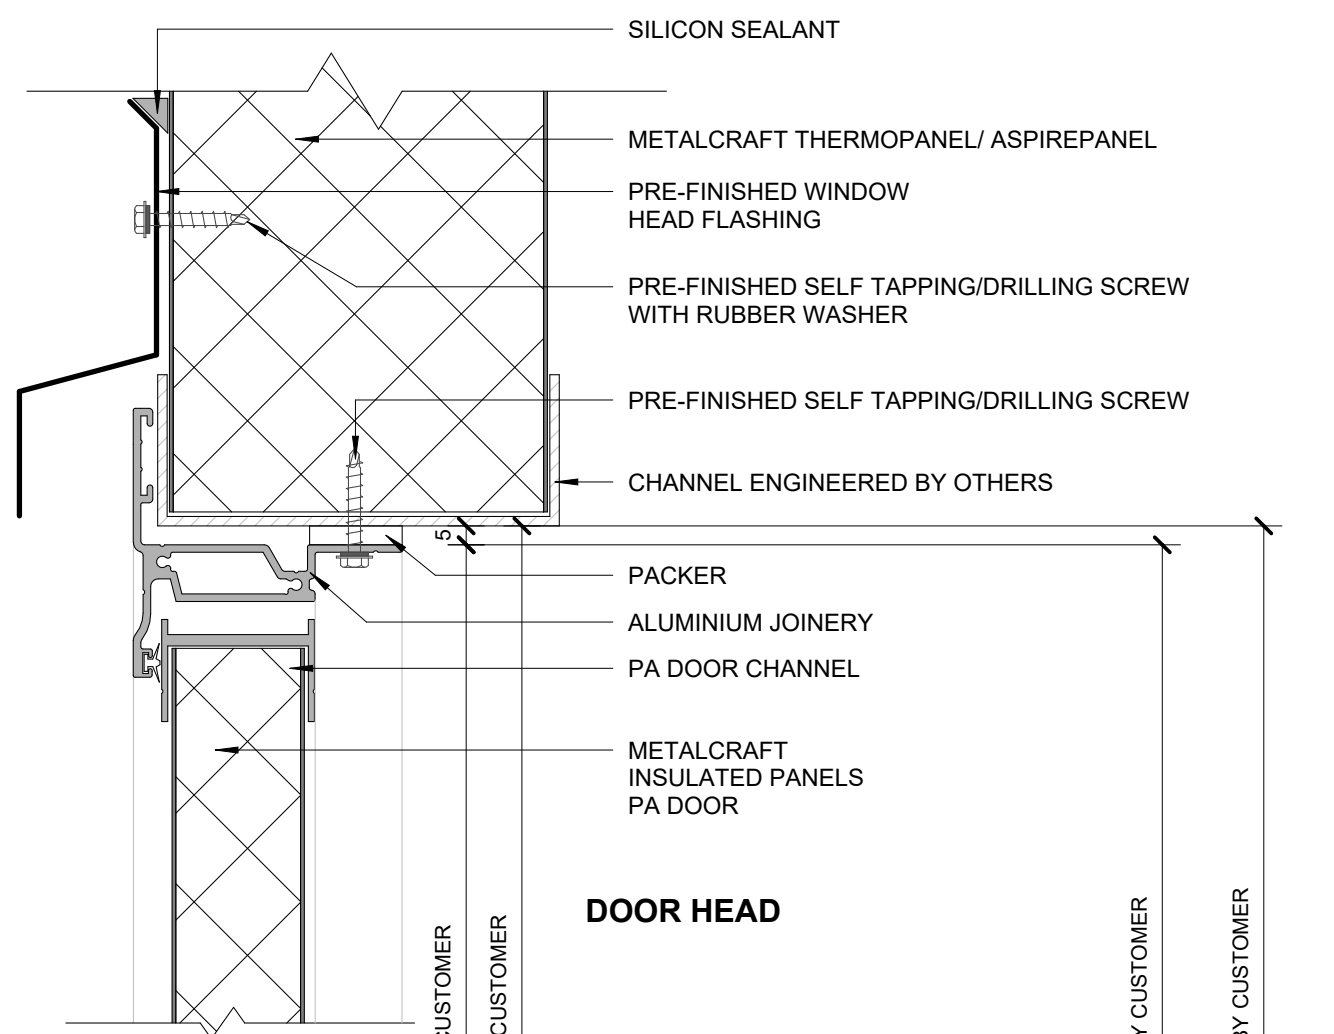 SILICON SEALANT
METALCRAFT THERMOPANEL/ ASPIREPANEL
PRE-FINISHED WINDOW
HEAD FLASHING
PRE-FINISHED SELF TAPPING/DRILLING SCREW
WITH RUBBER WASHER
PRE-FINISHED SELF TAPPING/DRILLING SCREW
CHANNEL ENGINEERED BY OTHERS
5
PACKER
ALUMINIUM JOINERY
PA DOOR CHANNEL
METALCRAFT
INSULATED PANELS
PA DOOR
DOOR HEAD
CUSTOMER
CUSTOMER
Y CUSTOMER
BY CUSTOMER